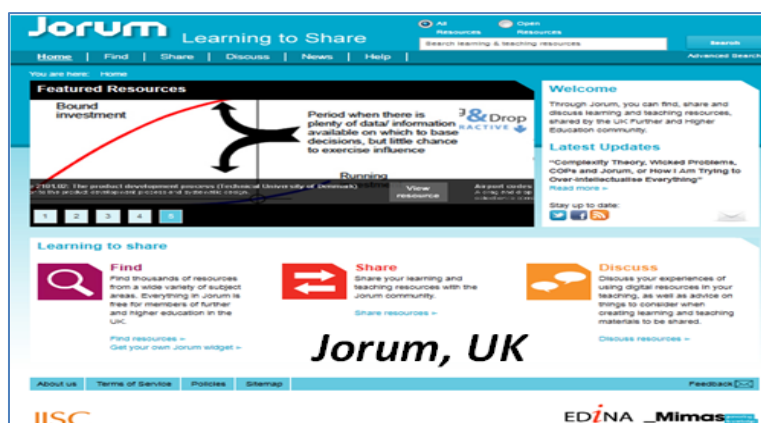 Jorum Learning to Share
All Resources
Open Resources
Search learning & teaching resources
Search
Home | Find | Share | Discuss | News | Help |
Advanced Search
You are here: Home
Featured Resources
Bound
investment
Period when there is
plenty of data/ information
available on which to base
decisions, but little chance
to exercise influence
& Drop
Running
2101.02: The product development process (Technical University of Denmark)
View
resource
1 2 3 4 5
Welcome
Through Jorum, you can find, share and
discuss learning and teaching resources,
shared by the UK Further and Higher
Education community.
Latest Updates
"Complexity Theory, Wicked Problems,
COPs and Jorum, or How I Am Trying to
Over-Intellectualise Everything"
Read more »
Stay up to date:
Learning to share
Find
Find thousands of resources
from a wide variety of subject
areas. Everything in Jorum is
free for members of further
and higher education in the
UK.
Find resources »
Get your own Jorum widget »
Share
Share your learning and
teaching resources with the
Jorum community.
Share resources »
Discuss
Discuss your experiences of
using digital resources in your
teaching, as well as advice on
things to consider when
creating learning and teaching
materials to be shared.
Discuss resources »
Jorum, UK
About us | Terms of Service | Policies | Sitemap
Feedback
JISC
EDINA Mimas